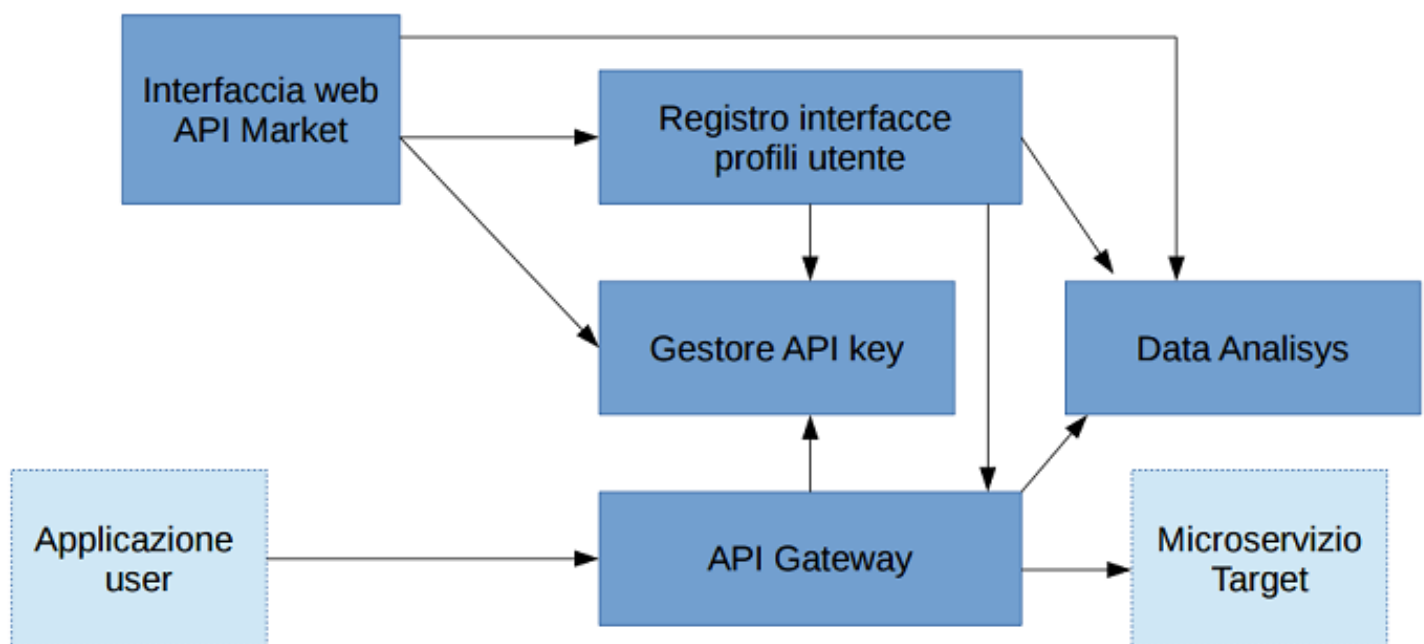 Interfaccia web
API Market
Registro interfacce
profili utente
Gestore API key
Data Analisys
Applicazione
user
API Gateway
Microservizio
Target